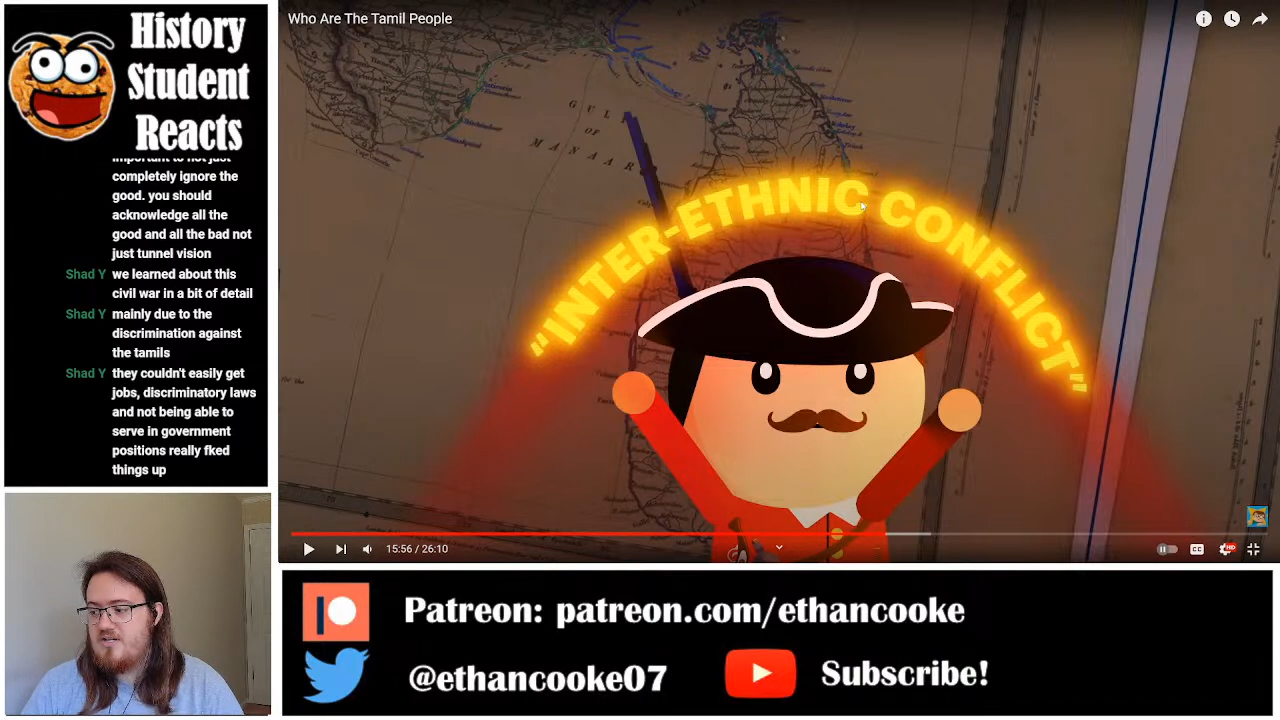 History
Student
Reacts
completely ignore the
good. you should
acknowledge all the
good and all the bad not
just tunnel vision
Shad Y we learned about this
civil war in a bit of detail
Shad Y mainly due to the
discrimination against
the tamils
Shad Y they couldn't easily get
jobs, discriminatory laws
and not being able to
serve in government
positions really fked
things up
Who Are The Tamil People
GULF
OF
MANAAR
"INTER-ETHNIC CONFLICT"
15:56 / 26:10
CC
HD
Patreon: patreon.com/ethancooke
@ethancooke07
Subscribe!